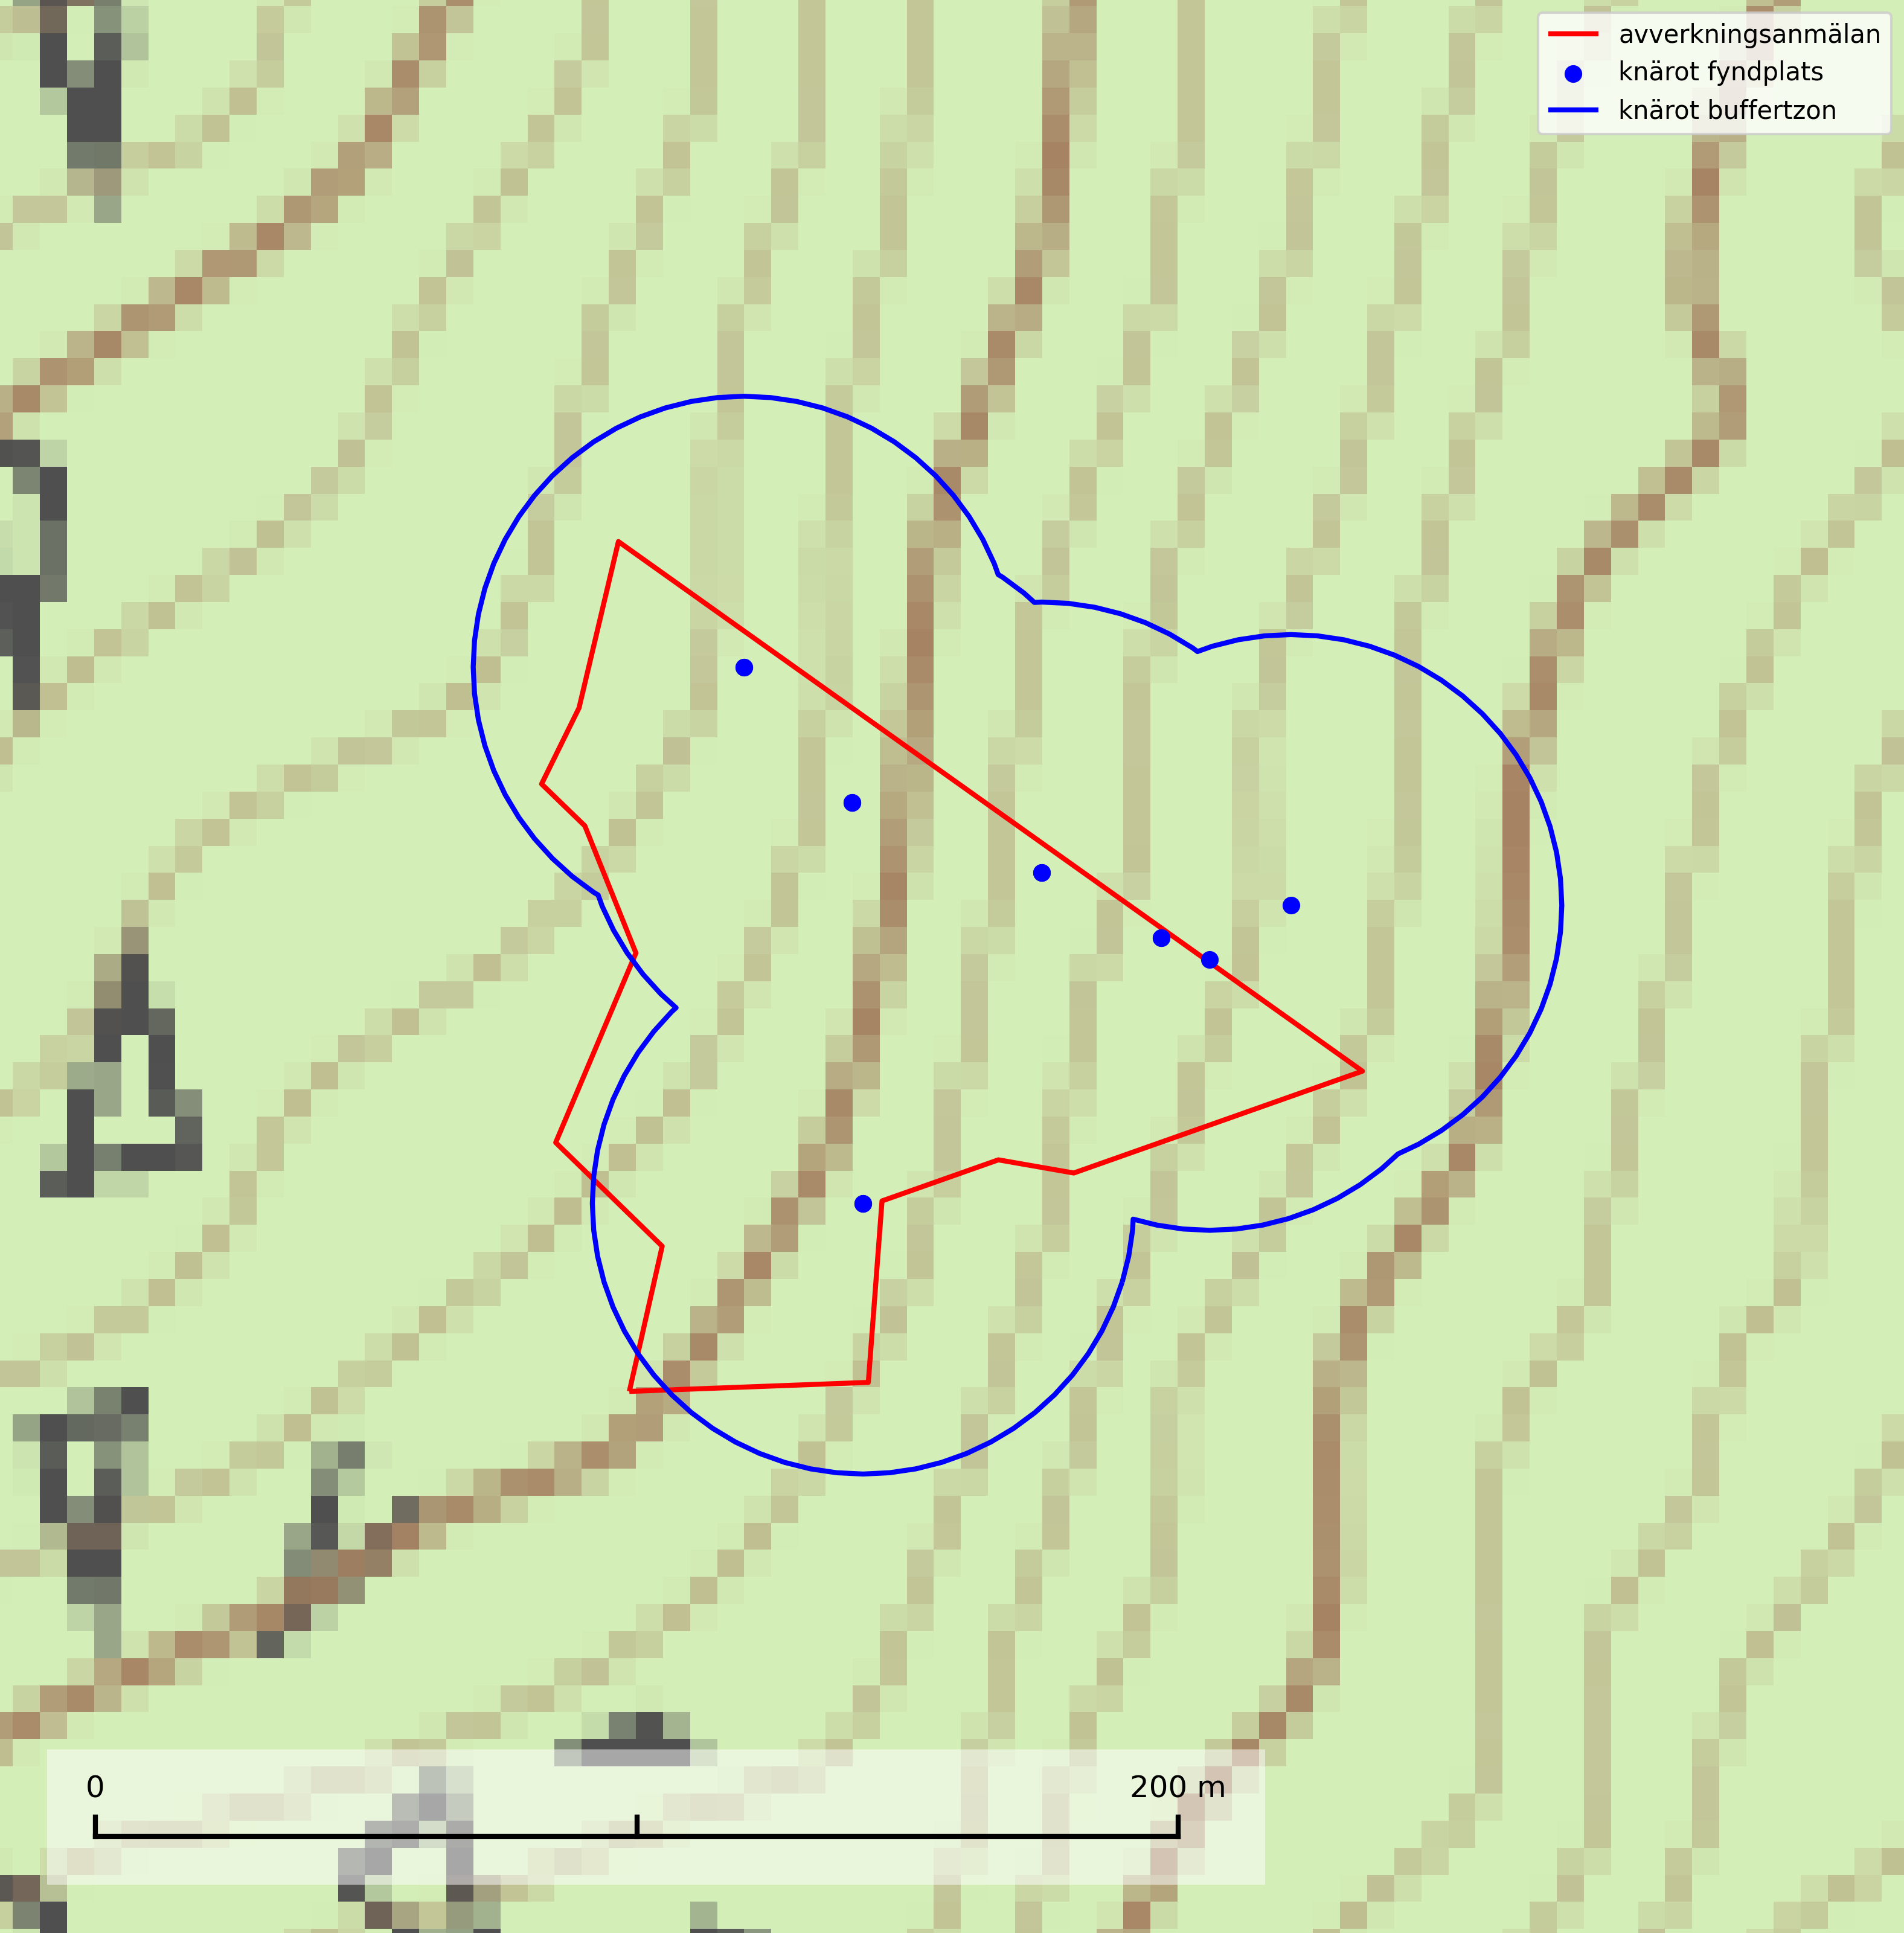 avverkningsanmälan
knärot fyndplats
knärot buffertzon
0 200 m